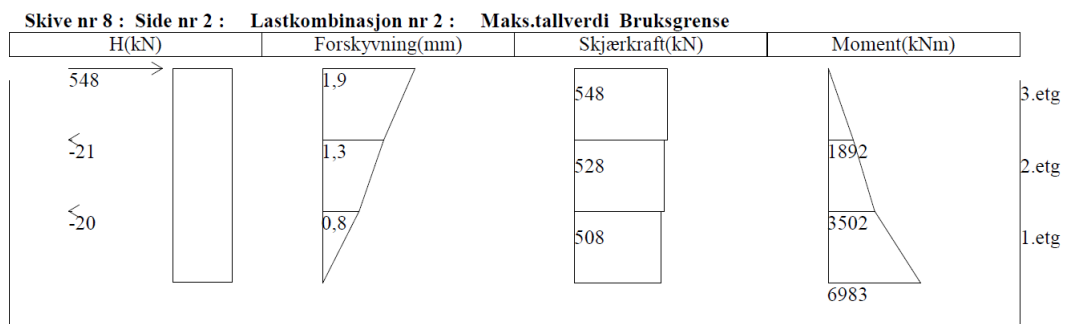 Skive nr 8 : Side nr 2 : Lastkombinasjon nr 2 : Maks.tallverdi Bruksgrense
H(kN) Forskyvning(mm) Skjærkraft(kN) Moment(kNm)
548 1,9 548 3.etg
-21 1,3 528 1892 2.etg
-20 0,8 508 3502 1.etg
6983